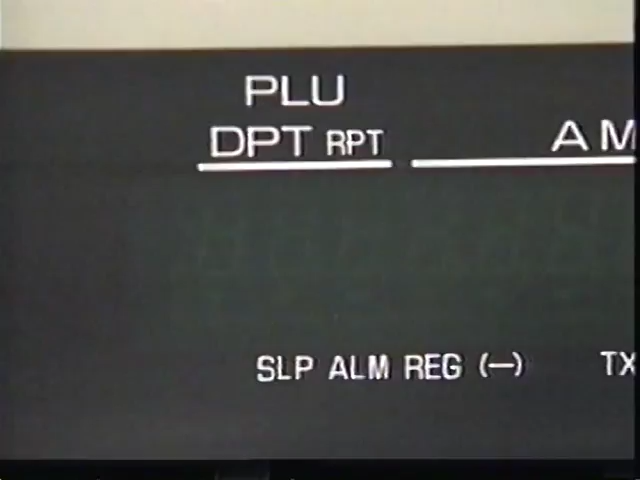 PLU
DPT RPT AM
SLP ALM REG (—) TX